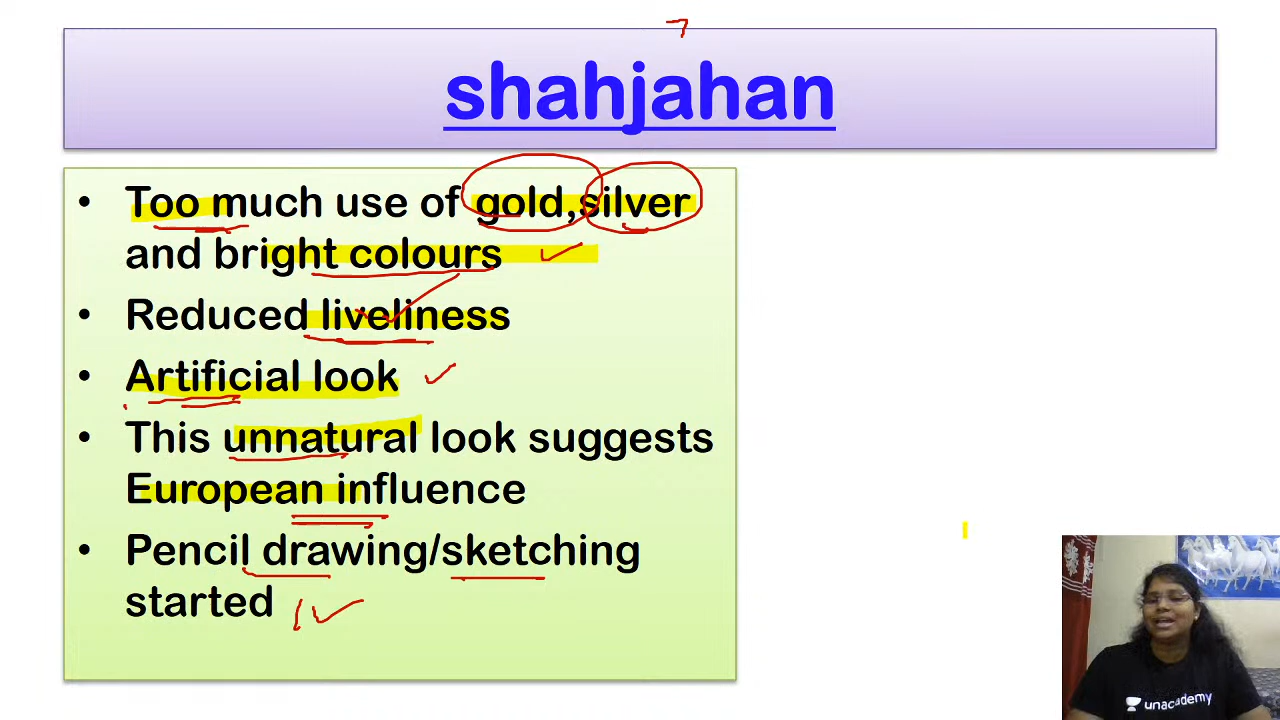 shahjahan
• Too much use of gold,silver
and bright colours
• Reduced liveliness
• Artificial look
• This unnatural look suggests
European influence
• Pencil drawing/sketching
started
unacademy